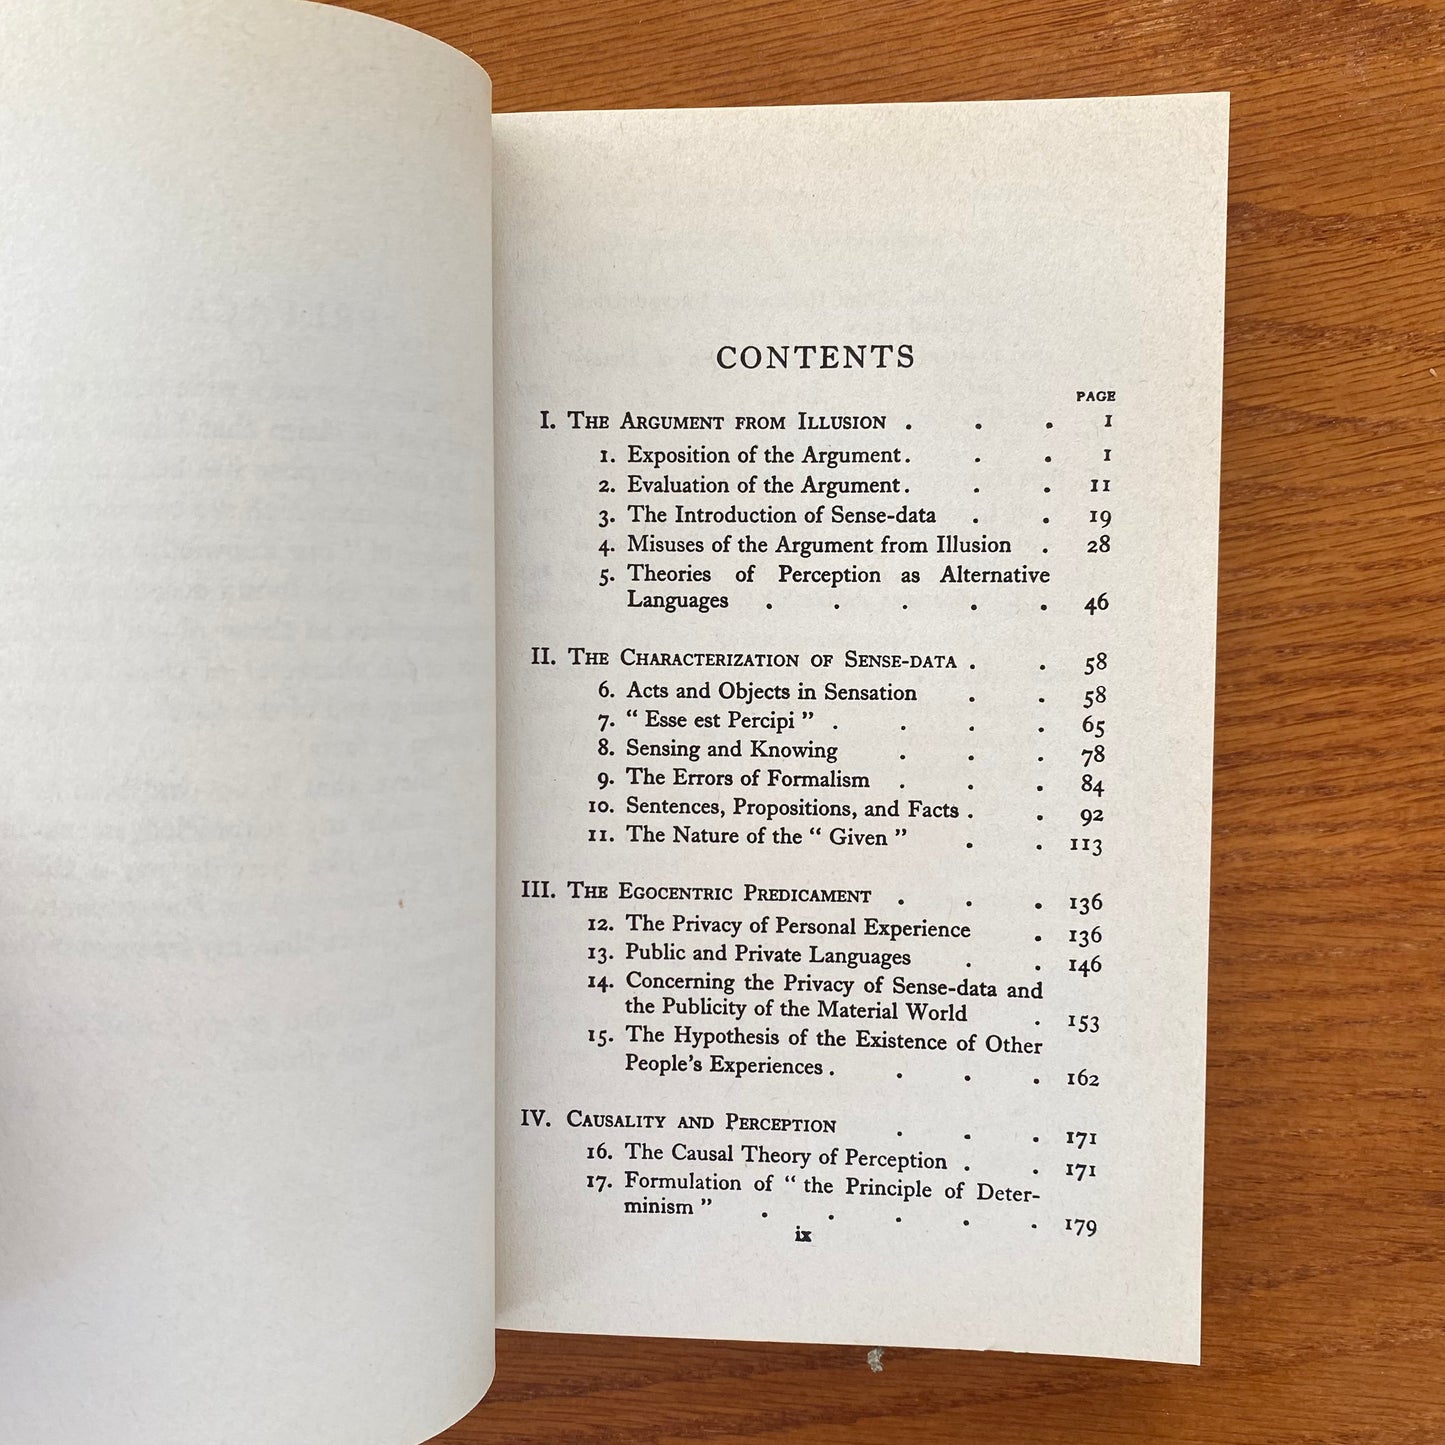 CONTENTS
PAGE
I. THE ARGUMENT FROM ILLUSION . . . 1
1. Exposition of the Argument . . . 1
2. Evaluation of the Argument . . . 11
3. The Introduction of Sense-data . . 19
4. Misuses of the Argument from Illusion . 28
5. Theories of Perception as Alternative
Languages . . . . . 46
II. THE CHARACTERIZATION OF SENSE-DATA . . 58
6. Acts and Objects in Sensation . . 58
7. “ Esse est Percipi ” . . . . 65
8. Sensing and Knowing . . . 78
9. The Errors of Formalism . . . 84
10. Sentences, Propositions, and Facts . . 92
11. The Nature of the “ Given ” . . 113
III. THE EGOCENTRIC PREDICAMENT . . . 136
12. The Privacy of Personal Experience . 136
13. Public and Private Languages . . 146
14. Concerning the Privacy of Sense-data and
the Publicity of the Material World . 153
15. The Hypothesis of the Existence of Other
People’s Experiences . . . . 162
IV. CAUSALITY AND PERCEPTION . . . 171
16. The Causal Theory of Perception . . 171
17. Formulation of “ the Principle of Deter-
minism ” . . . . . 179
ix